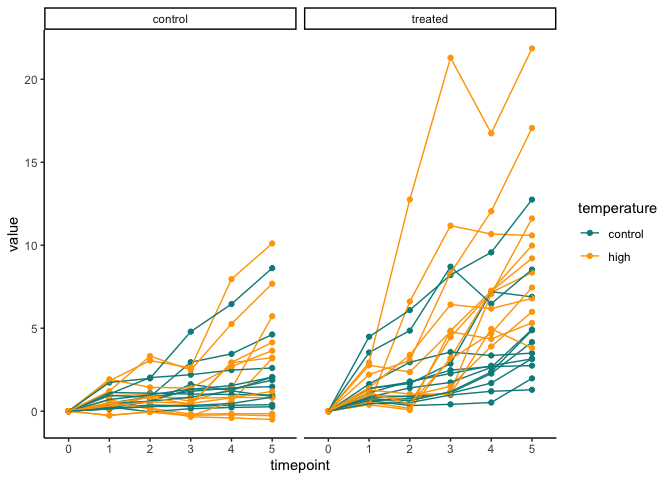 control treated
20
15
10
5
0
value
0 1 2 3 4 5 0 1 2 3 4 5
timepoint
temperature
control
high